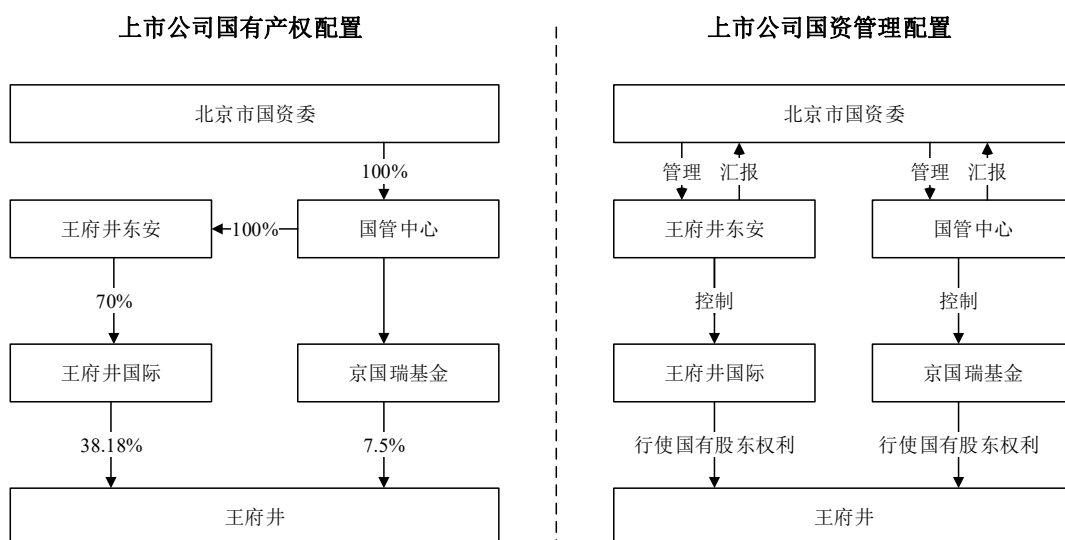 上市公司国有产权配置
北京市国资委
100%
王府井东安
100%
国管中心
70%
王府井国际
京国瑞基金
38.18%
7.5%
王府井
上市公司国资管理配置
北京市国资委
管理
汇报
管理
汇报
王府井东安
国管中心
控制
控制
王府井国际
京国瑞基金
行使国有股东权利
行使国有股东权利
王府井